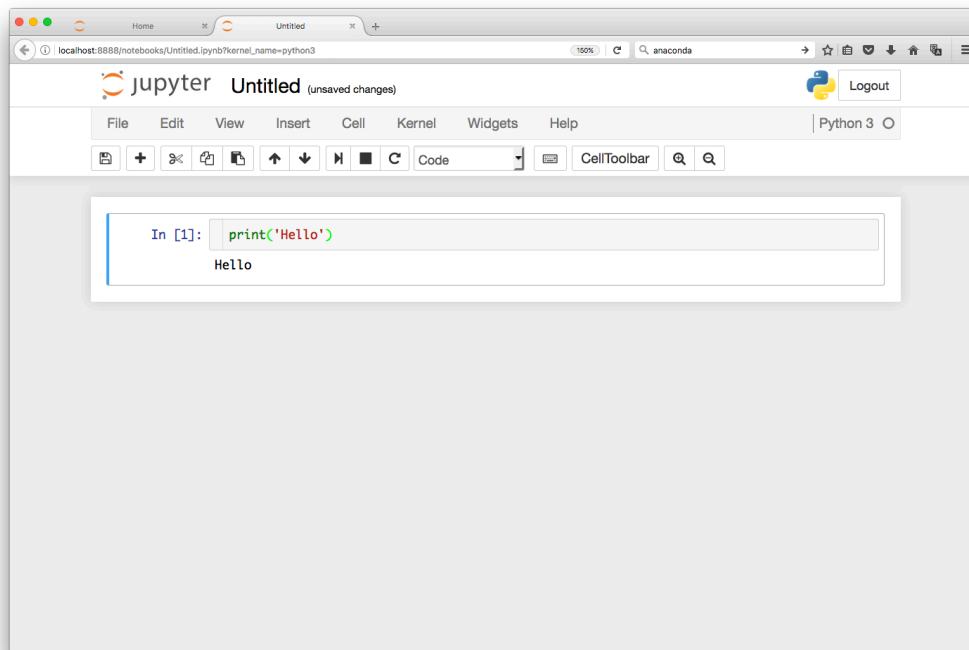 Home Untitled
localhost:8888/notebooks/Untitled.ipynb?kernel_name=python3 150% anaconda
jupyter Untitled (unsaved changes) Logout
File Edit View Insert Cell Kernel Widgets Help Python 3
Code CellToolbar
In [1]: print('Hello')
Hello